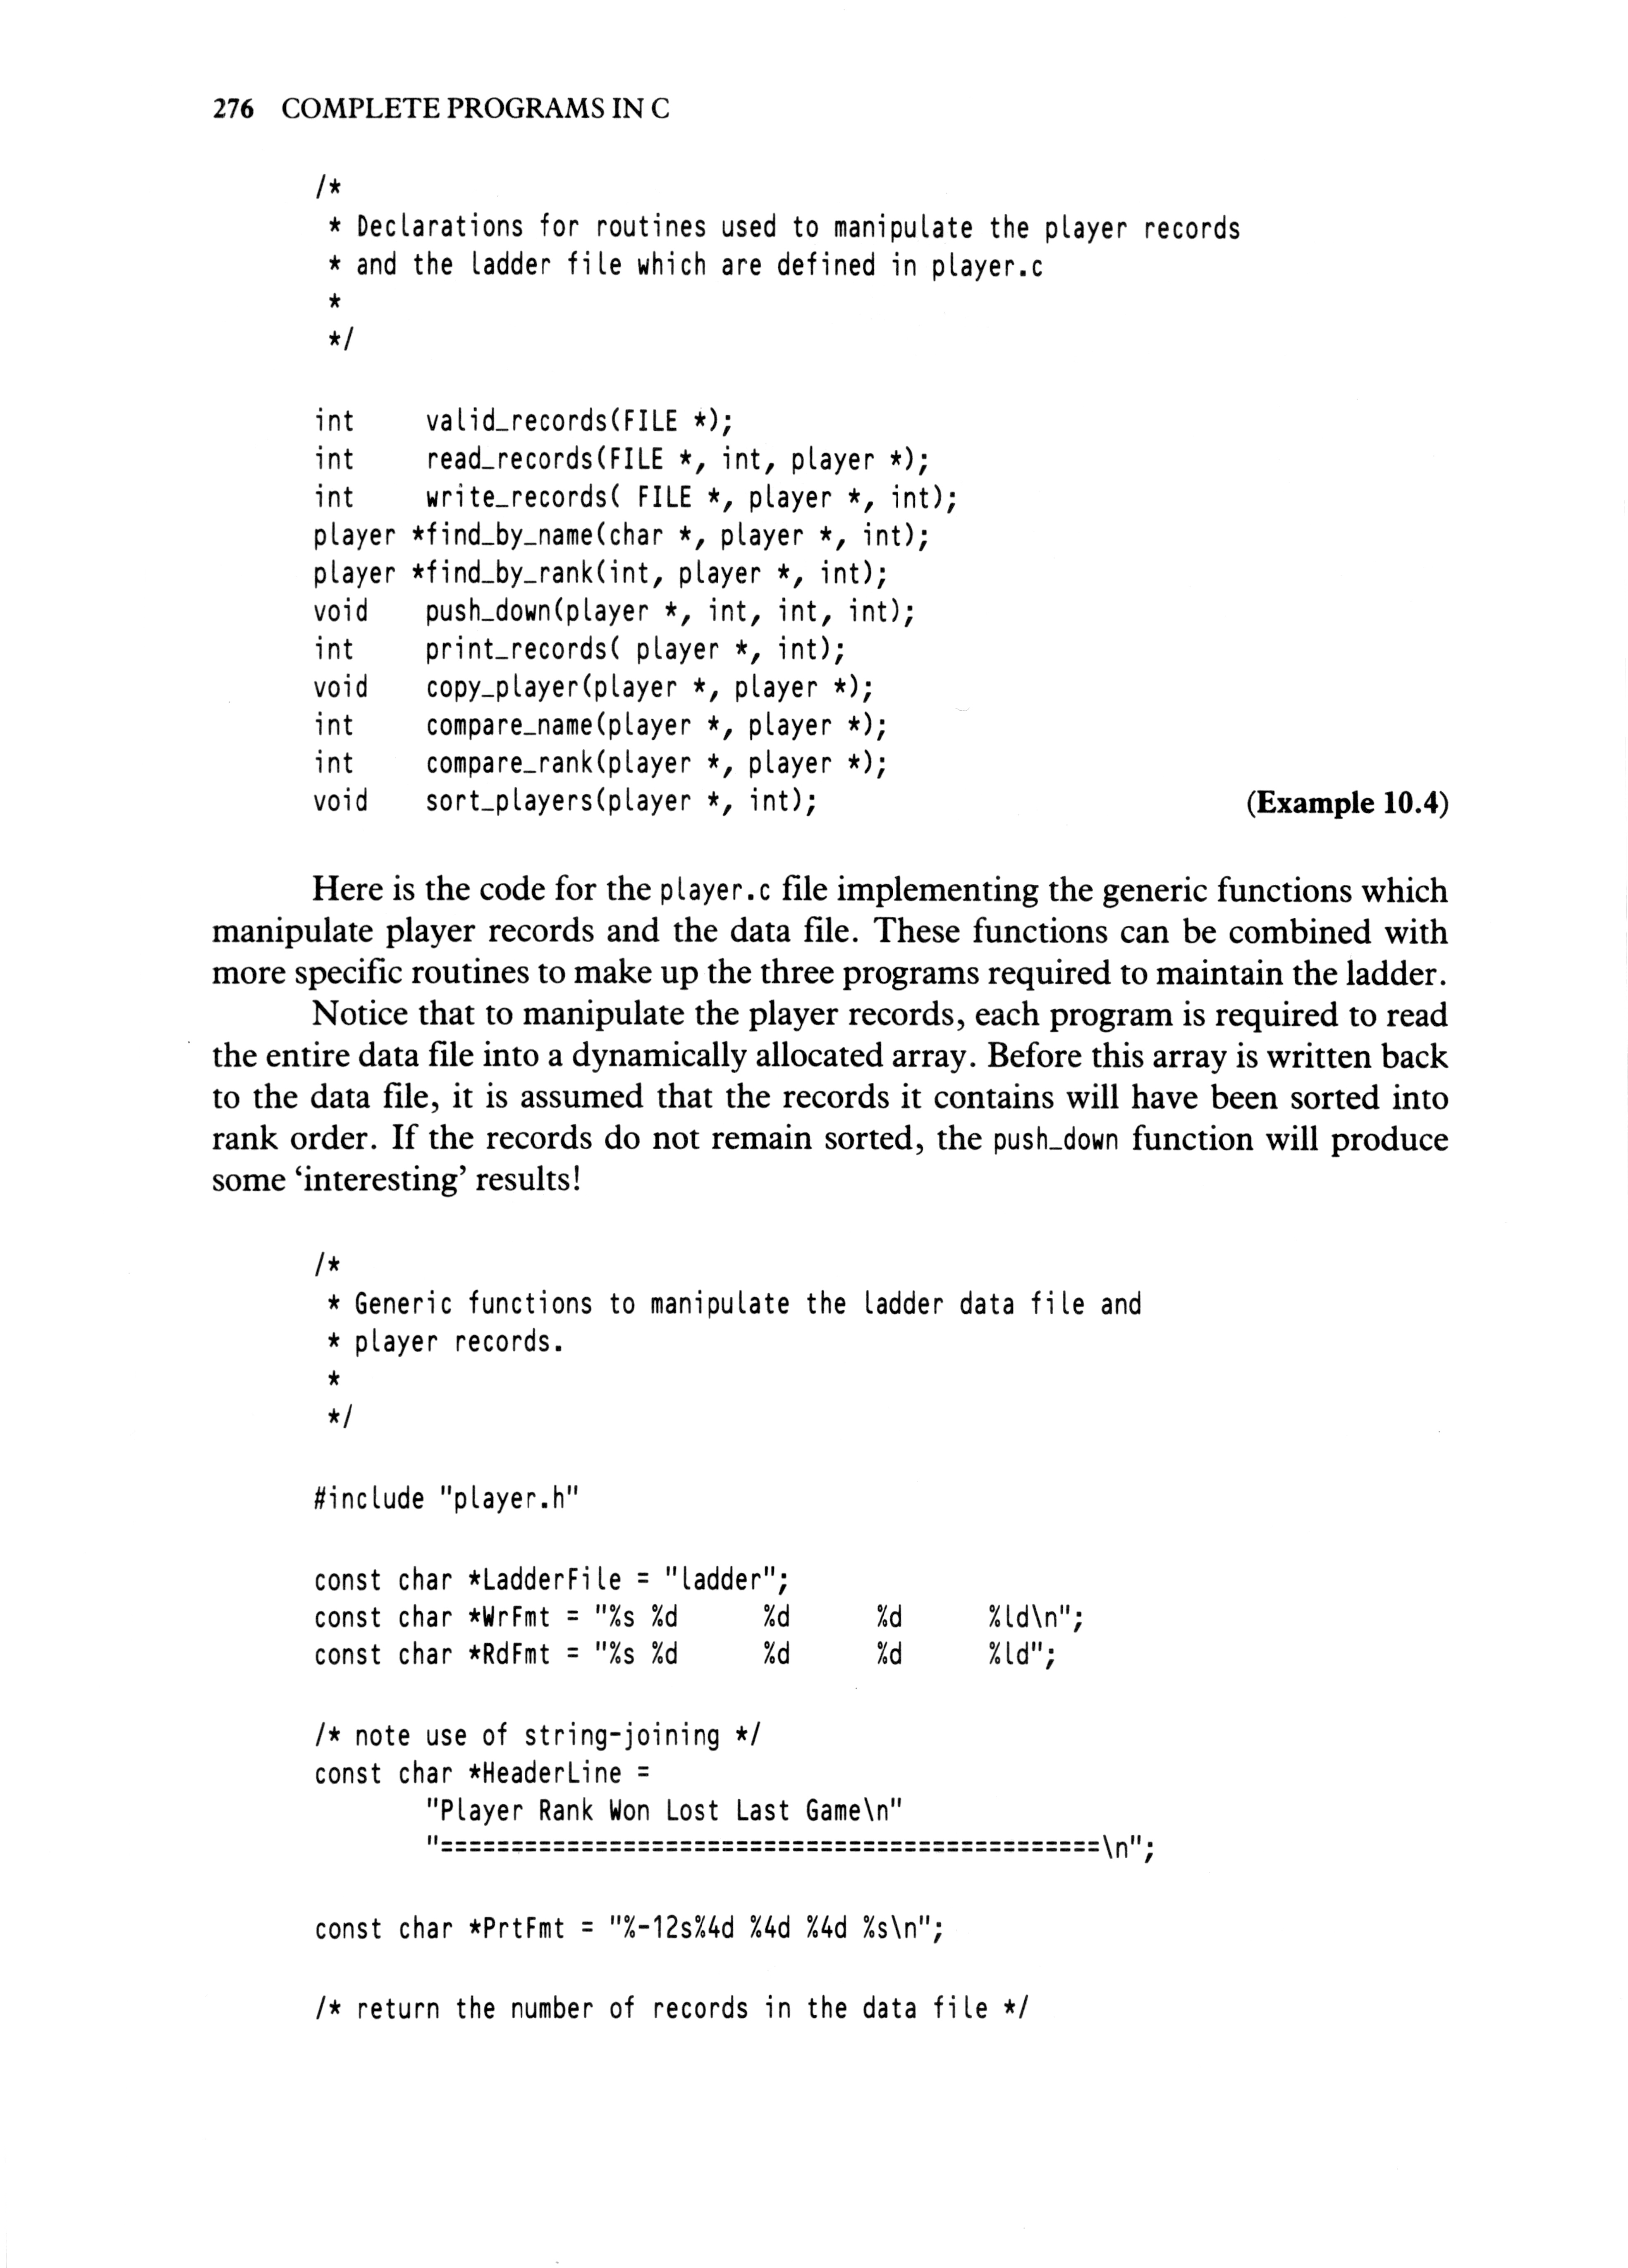 276 COMPLETE PROGRAMS IN C
/*
 * Declarations for routines used to manipulate the player records
 * and the ladder file which are defined in player.c
 *
 */
int     valid_records(FILE *);
int     read_records(FILE *, int, player *);
int     write_records( FILE *, player *, int);
player *find_by_name(char *, player *, int);
player *find_by_rank(int, player *, int);
void    push_down(player *, int, int, int);
int     print_records( player *, int);
void    copy_player(player *, player *);
int     compare_name(player *, player *);
int     compare_rank(player *, player *);
void    sort_players(player *, int); (Example 10.4)
Here is the code for the player.c file implementing the generic functions which
manipulate player records and the data file. These functions can be combined with
more specific routines to make up the three programs required to maintain the ladder.
Notice that to manipulate the player records, each program is required to read
the entire data file into a dynamically allocated array. Before this array is written back
to the data file, it is assumed that the records it contains will have been sorted into
rank order. If the records do not remain sorted, the push_down function will produce
some ‘interesting’ results!
/*
 * Generic functions to manipulate the ladder data file and
 * player records.
 *
 */
#include "player.h"
const char *LadderFile = "ladder";
const char *WrFmt = "%s %d      %d      %d      %ld\n";
const char *RdFmt = "%s %d      %d      %d      %ld";
/* note use of string-joining */
const char *HeaderLine =
        "Player Rank Won Lost Last Game\n"
        "===============================================\n";
const char *PrtFmt = "%-12s%4d %4d %4d %s\n";
/* return the number of records in the data file */